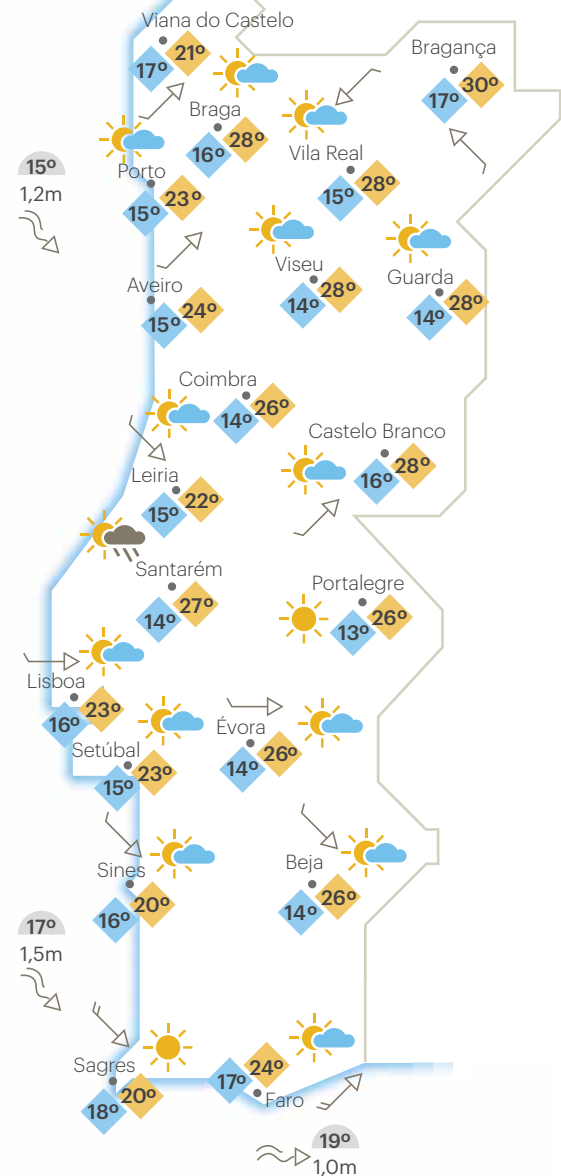 Viana do Castelo
17º 21º
Bragança
17º 30º
Braga
16º 28º
Vila Real
15º 28º
15º
1,2m
Porto
15º 23º
Viseu
14º 28º
Guarda
14º 28º
Aveiro
15º 24º
Coimbra
14º 26º
Castelo Branco
16º 28º
Leiria
15º 22º
Santarém
14º 27º
Portalegre
13º 26º
Lisboa
16º 23º
Évora
14º 26º
Setúbal
15º 23º
Sines
16º 20º
Beja
14º 26º
17º
1,5m
Sagres
18º 20º
17º 24º
Faro
19º
1,0m